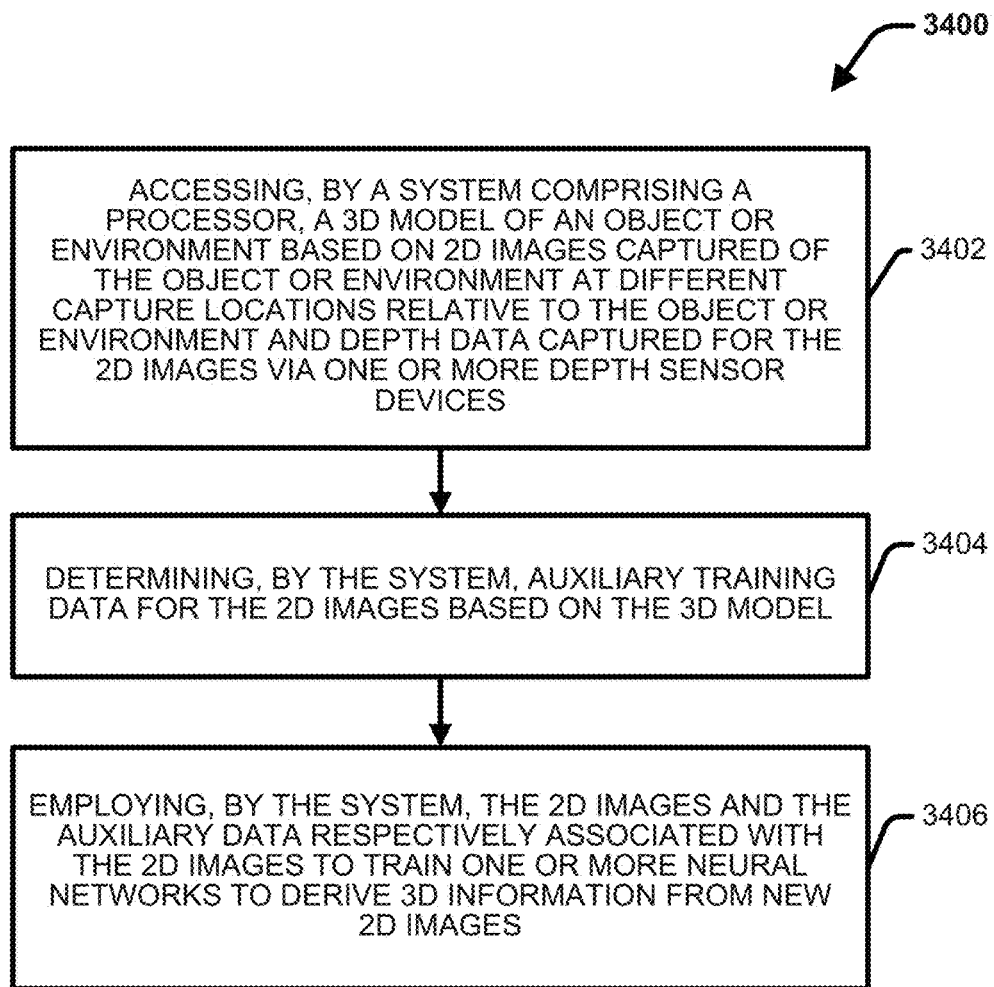 3400
ACCESSING, BY A SYSTEM COMPRISING A
PROCESSOR, A 3D MODEL OF AN OBJECT OR
ENVIRONMENT BASED ON 2D IMAGES CAPTURED OF
THE OBJECT OR ENVIRONMENT AT DIFFERENT
CAPTURE LOCATIONS RELATIVE TO THE OBJECT OR
ENVIRONMENT AND DEPTH DATA CAPTURED FOR THE
2D IMAGES VIA ONE OR MORE DEPTH SENSOR
DEVICES
3402
DETERMINING, BY THE SYSTEM, AUXILIARY TRAINING
DATA FOR THE 2D IMAGES BASED ON THE 3D MODEL
3404
EMPLOYING, BY THE SYSTEM, THE 2D IMAGES AND THE
AUXILIARY DATA RESPECTIVELY ASSOCIATED WITH
THE 2D IMAGES TO TRAIN ONE OR MORE NEURAL
NETWORKS TO DERIVE 3D INFORMATION FROM NEW
2D IMAGES
3406